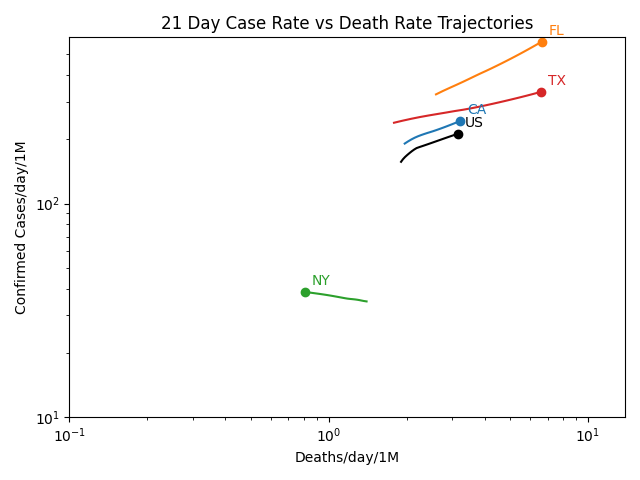 21 Day Case Rate vs Death Rate Trajectories
FL
TX
CA
US
NY
Confirmed Cases/day/1M
10²
10¹
10⁻¹
10⁰
10¹
Deaths/day/1M